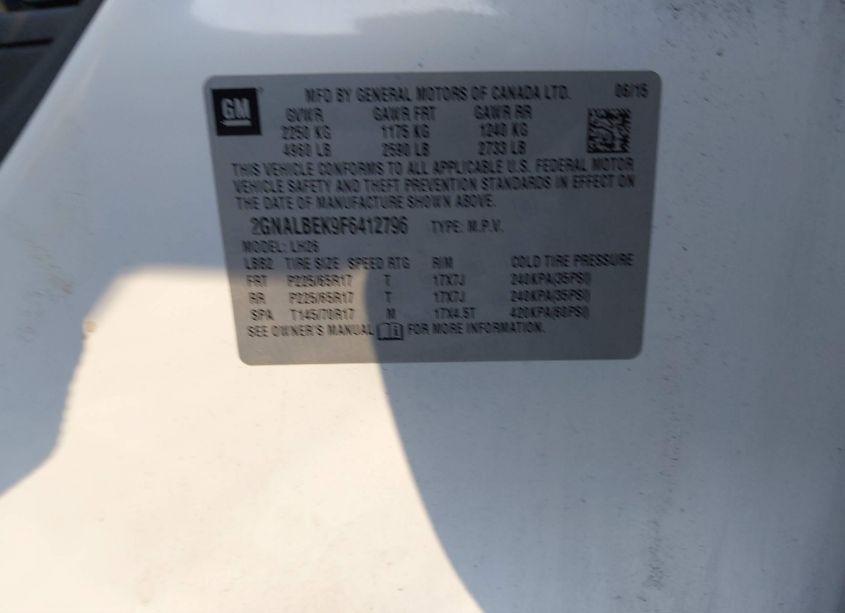 GM
MFD BY GENERAL MOTORS OF CANADA LTD. 06/15
GVWR GAWR FRT GAWR RR
2250 KG 1175 KG 1240 KG
4960 LB 2590 LB 2733 LB
THIS VEHICLE CONFORMS TO ALL APPLICABLE U.S. FEDERAL MOTOR
VEHICLE SAFETY AND THEFT PREVENTION STANDARDS IN EFFECT ON
THE DATE OF MANUFACTURE SHOWN ABOVE.
2GNALBEK9F6412796 TYPE: M.P.V.
MODEL: LH26
TIRE SIZE SPEED RTG RIM COLD TIRE PRESSURE
FRT P225/65R17 T 17X7J 240KPA(35PSI)
RR P225/65R17 T 17X7J 240KPA(35PSI)
SPA T145/70R17 M 17X4.5T 420KPA(60PSI)
SEE OWNER'S MANUAL FOR MORE INFORMATION.